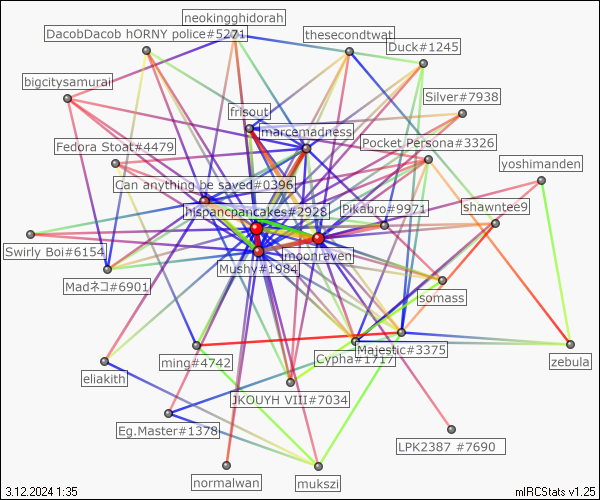 neokingghidorah
DacobDacob hORNY police#5271
thesecondtwat
Duck#1245
bigcitysamurai
Silver#7938
frisout
marcemadness
Fedora Stoat#4479
Pocket Persona#3326
yoshimanden
Can anything be saved#0396
hispancpancakes#2928
Pikabro#9971
shawntee9
Swirly Boi#6154
moonraven
Mushy#1984
Madネコ#6901
somass
ming#4742
Majestic#3375
Cypha#1717
zebula
eliakith
JKOUYH VIII#7034
Eg.Master#1378
LPK2387 #7690
normalwan
mukszi
3.12.2024 1:35
mIRCStats v1.25